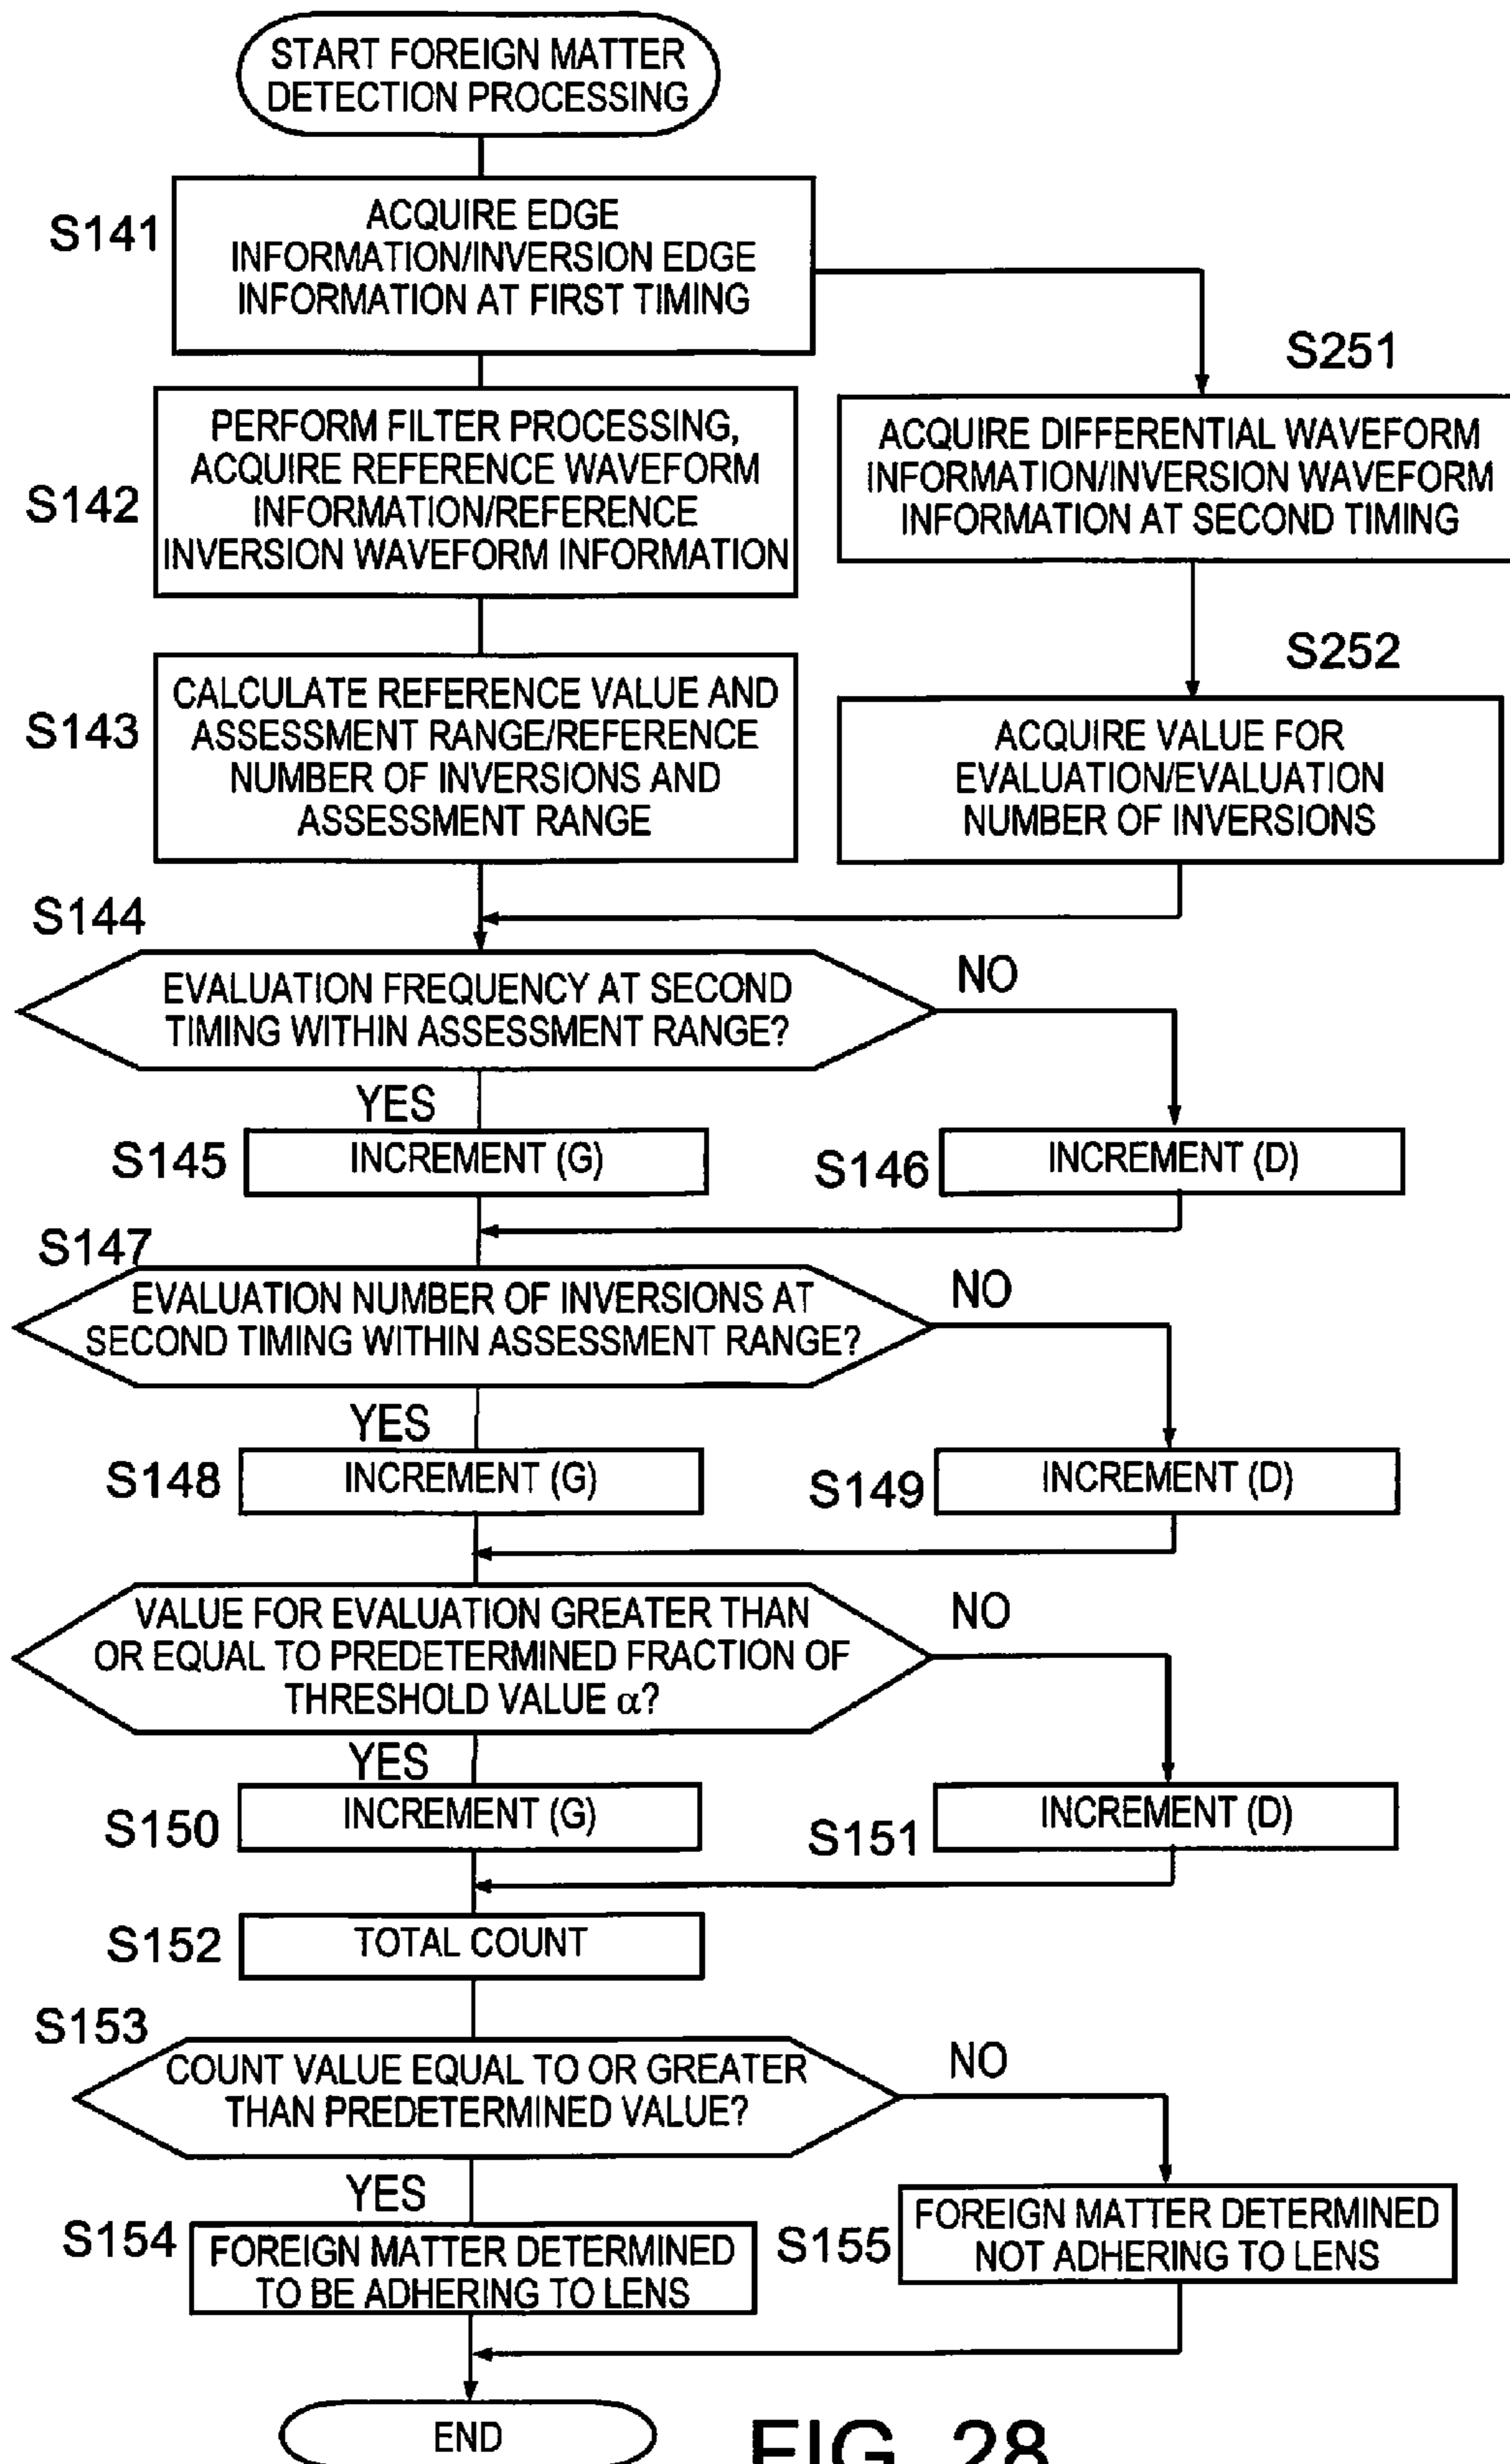 START FOREIGN MATTER
DETECTION PROCESSING
S141
ACQUIRE EDGE
INFORMATION/INVERSION EDGE
INFORMATION AT FIRST TIMING
S142
PERFORM FILTER PROCESSING,
ACQUIRE REFERENCE WAVEFORM
INFORMATION/REFERENCE
INVERSION WAVEFORM INFORMATION
S251
ACQUIRE DIFFERENTIAL WAVEFORM
INFORMATION/INVERSION WAVEFORM
INFORMATION AT SECOND TIMING
S143
CALCULATE REFERENCE VALUE AND
ASSESSMENT RANGE/REFERENCE
NUMBER OF INVERSIONS AND
ASSESSMENT RANGE
S252
ACQUIRE VALUE FOR
EVALUATION/EVALUATION
NUMBER OF INVERSIONS
S144
EVALUATION FREQUENCY AT SECOND
TIMING WITHIN ASSESSMENT RANGE?
NO
YES
S145
INCREMENT (G)
S146
INCREMENT (D)
S147
EVALUATION NUMBER OF INVERSIONS AT
SECOND TIMING WITHIN ASSESSMENT RANGE?
NO
YES
S148
INCREMENT (G)
S149
INCREMENT (D)
VALUE FOR EVALUATION GREATER THAN
OR EQUAL TO PREDETERMINED FRACTION OF
THRESHOLD VALUE α?
NO
YES
S150
INCREMENT (G)
S151
INCREMENT (D)
S152
TOTAL COUNT
S153
COUNT VALUE EQUAL TO OR GREATER
THAN PREDETERMINED VALUE?
NO
YES
S154
FOREIGN MATTER DETERMINED
TO BE ADHERING TO LENS
S155
FOREIGN MATTER DETERMINED
NOT ADHERING TO LENS
END
FIG. 28